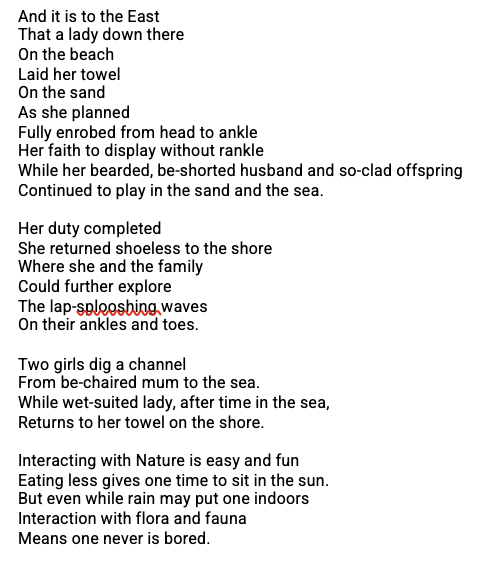 And it is to the East
That a lady down there
On the beach
Laid her towel
On the sand
As she planned
Fully enrobed from head to ankle
Her faith to display without rankle
While her bearded, be-shorted husband and so-clad offspring
Continued to play in the sand and the sea.
Her duty completed
She returned shoeless to the shore
Where she and the family
Could further explore
The lap-splooshing waves
On their ankles and toes.
Two girls dig a channel
From be-chaired mum to the sea.
While wet-suited lady, after time in the sea,
Returns to her towel on the shore.
Interacting with Nature is easy and fun
Eating less gives one time to sit in the sun.
But even while rain may put one indoors
Interaction with flora and fauna
Means one never is bored.